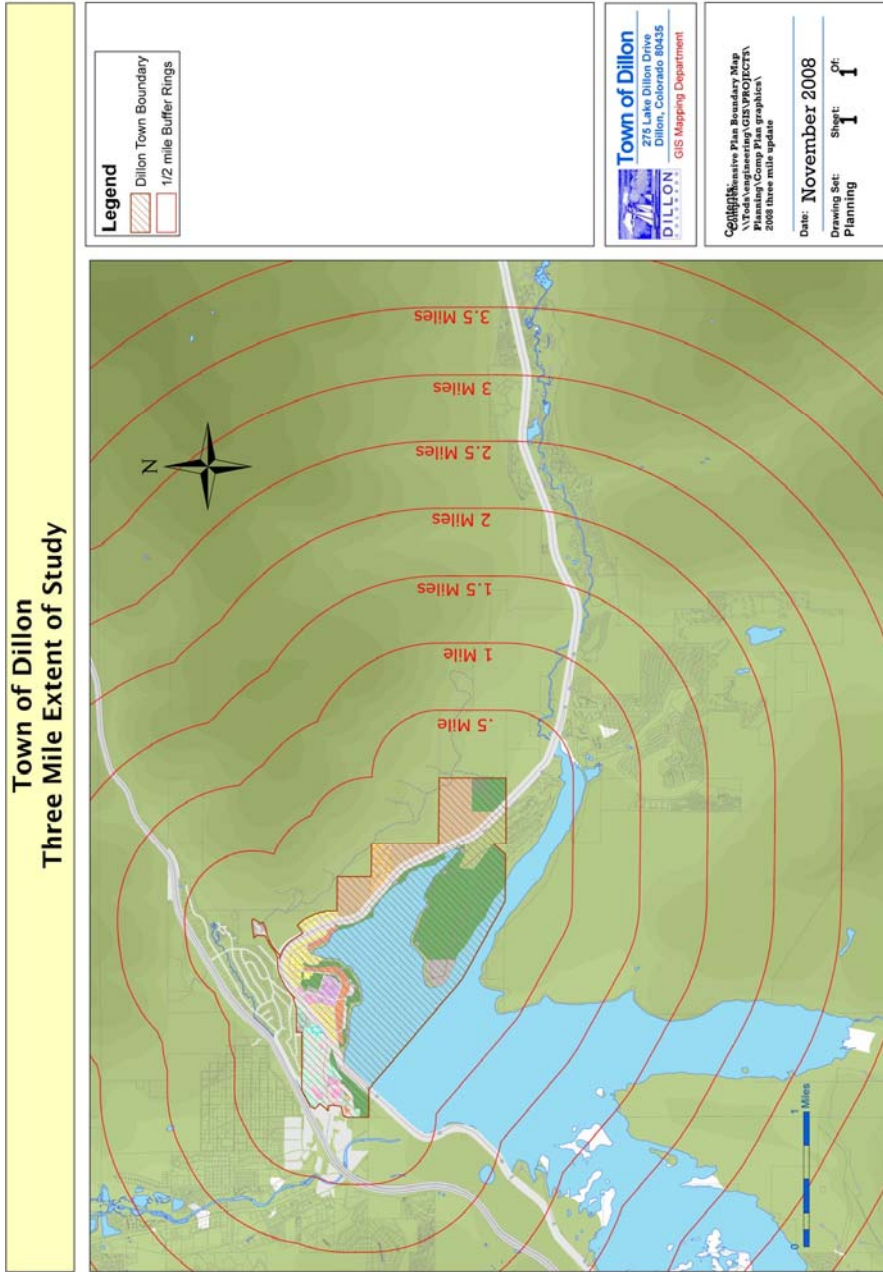 Town of Dillon
Three Mile Extent of Study
N
.5 Mile
1 Mile
1.5 Miles
2 Miles
2.5 Miles
3 Miles
3.5 Miles
0
1
Miles
Legend
Dillon Town Boundary
1/2 mile Buffer Rings
DILLON
COLORADO
Town of Dillon
275 Lake Dillon Drive
Dillon, Colorado 80435
GIS Mapping Department
Contents:
Comprehensive Plan Boundary Map
\\Tods\engineering\GIS\PROJECTS\
Planning\Comp Plan graphics\
2008 three mile update
Date: November 2008
Drawing Set: Sheet: Of:
Planning 1 1